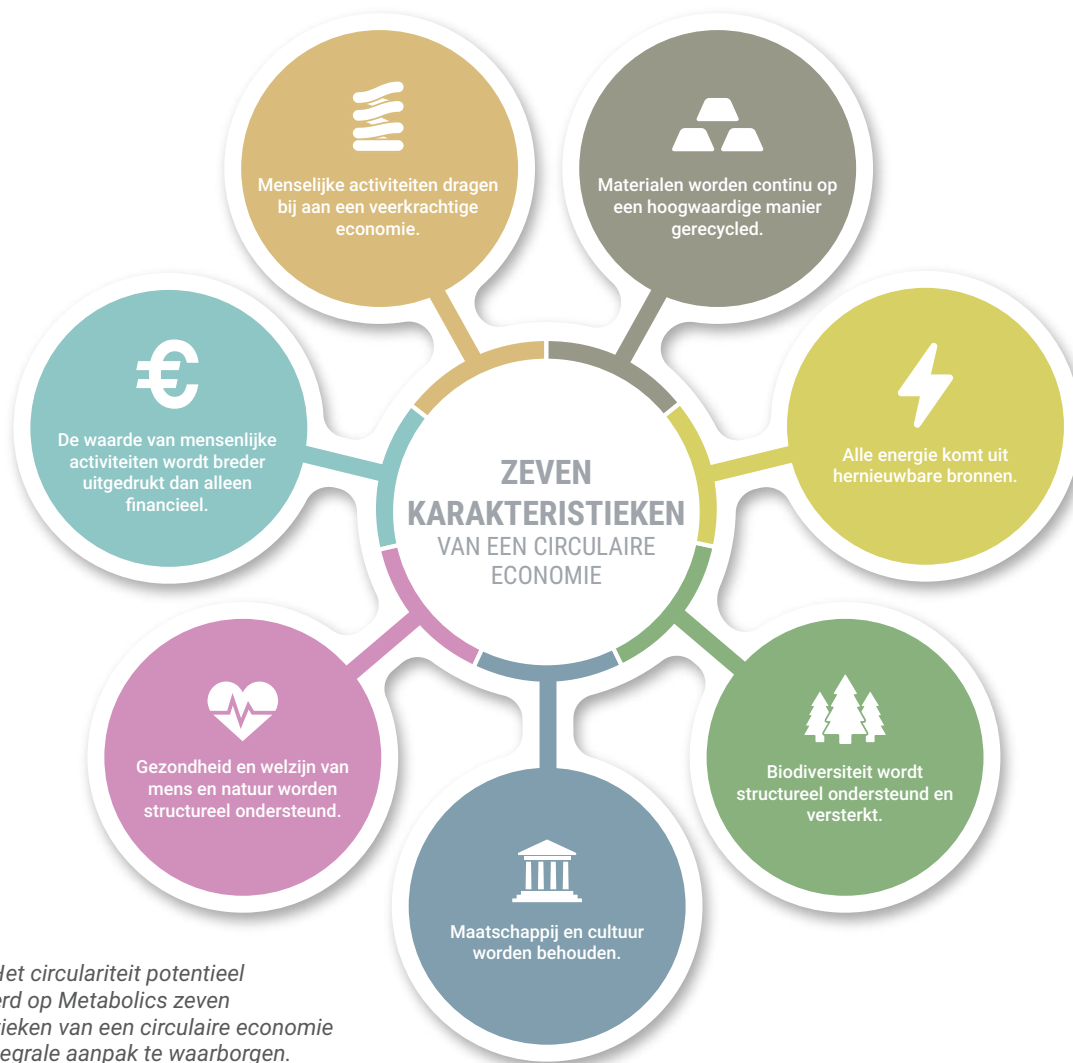 Menselijke activiteiten dragen
bij aan een veerkrachtige
economie.
Materialen worden continu op
een hoogwaardige manier
gerecycled.
De waarde van mensenlijke
activiteiten wordt breder
uitgedrukt dan alleen
financieel.
Alle energie komt uit
hernieuwbare bronnen.
ZEVEN
KARAKTERISTIEKEN
VAN EEN CIRCULAIRE
ECONOMIE
Gezondheid en welzijn van
mens en natuur worden
structureel ondersteund.
Biodiversiteit wordt
structureel ondersteund en
versterkt.
Maatschappij en cultuur
worden behouden.
circulariteit potentieel
op Metabolics zeven
van een circulaire economie
aanpak te waarborgen.